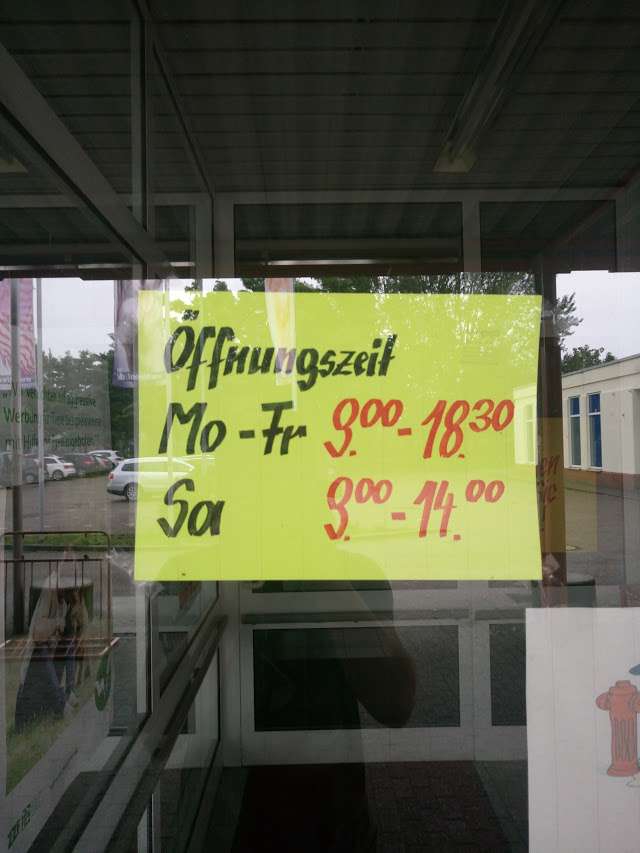 Öffnungszeit
Mo - Fr 9.00 - 18.30
Sa 9.00 - 14.00